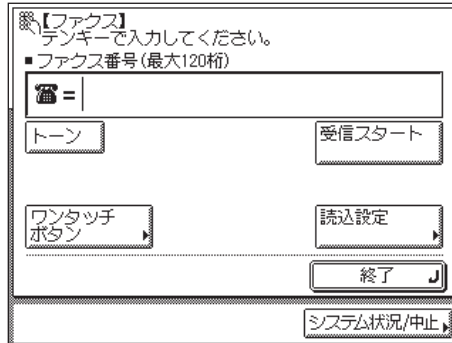 【ファクス】
テンキーで入力してください。
■ファクス番号(最大120桁)
☎=
トーン
受信スタート
ワンタッチ
ボタン
読込設定
終了
システム状況/中止